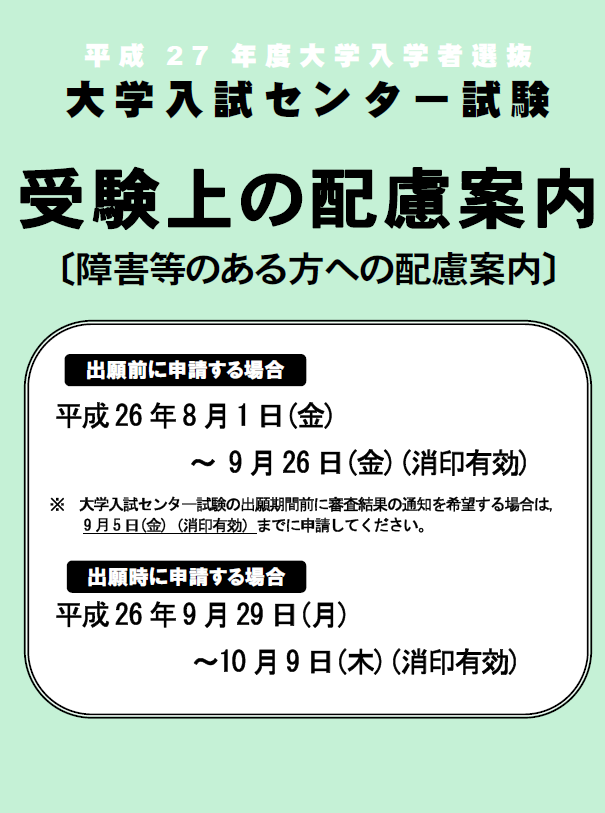 平成 27 年度大学入学者選抜
大学入試センター試験
受験上の配慮案内
〔障害等のある方への配慮案内〕
出願前に申請する場合
平成 26 年 8 月 1 日(金)
～ 9 月 26 日(金)(消印有効)
※ 大学入試センター試験の出願期間前に審査結果の通知を希望する場合は,
9 月 5 日(金)(消印有効)までに申請してください。
出願時に申請する場合
平成 26 年 9 月 29 日(月)
～10 月 9 日(木)(消印有効)